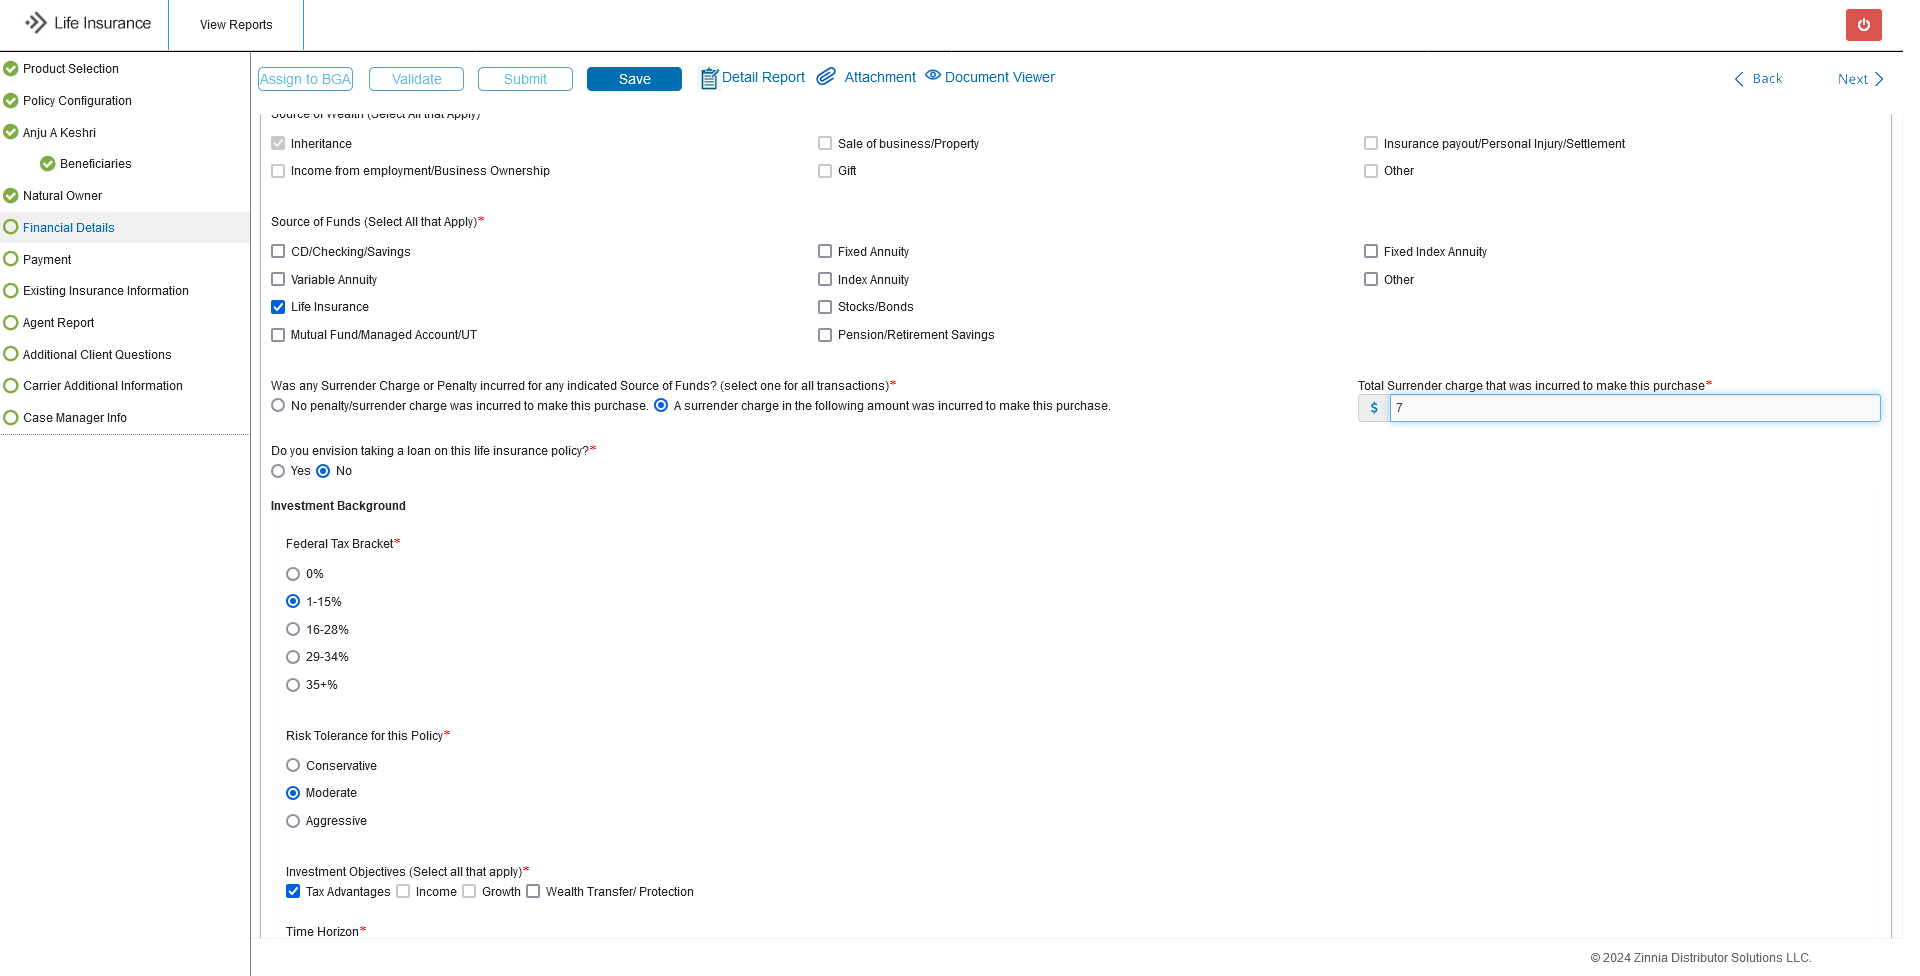 Life Insurance
View Reports
Product Selection
Policy Configuration
Anju A Keshri
Beneficiaries
Natural Owner
Financial Details
Payment
Existing Insurance Information
Agent Report
Additional Client Questions
Carrier Additional Information
Case Manager Info
Assign to BGA Validate Submit Save Detail Report Attachment Document Viewer Back Next
Source of Wealth (Select All that Apply)
Inheritance Sale of business/Property Insurance payout/Personal Injury/Settlement
Income from employment/Business Ownership Gift Other
Source of Funds (Select All that Apply)*
CD/Checking/Savings Fixed Annuity Fixed Index Annuity
Variable Annuity Index Annuity Other
Life Insurance Stocks/Bonds
Mutual Fund/Managed Account/UT Pension/Retirement Savings
Was any Surrender Charge or Penalty incurred for any indicated Source of Funds? (select one for all transactions)* Total Surrender charge that was incurred to make this purchase*
No penalty/surrender charge was incurred to make this purchase. A surrender charge in the following amount was incurred to make this purchase. $ 7
Do you envision taking a loan on this life insurance policy?*
Yes No
Investment Background
Federal Tax Bracket*
0%
1-15%
16-28%
29-34%
35+%
Risk Tolerance for this Policy*
Conservative
Moderate
Aggressive
Investment Objectives (Select all that apply)*
Tax Advantages Income Growth Wealth Transfer/ Protection
Time Horizon*
© 2024 Zinnia Distributor Solutions LLC.